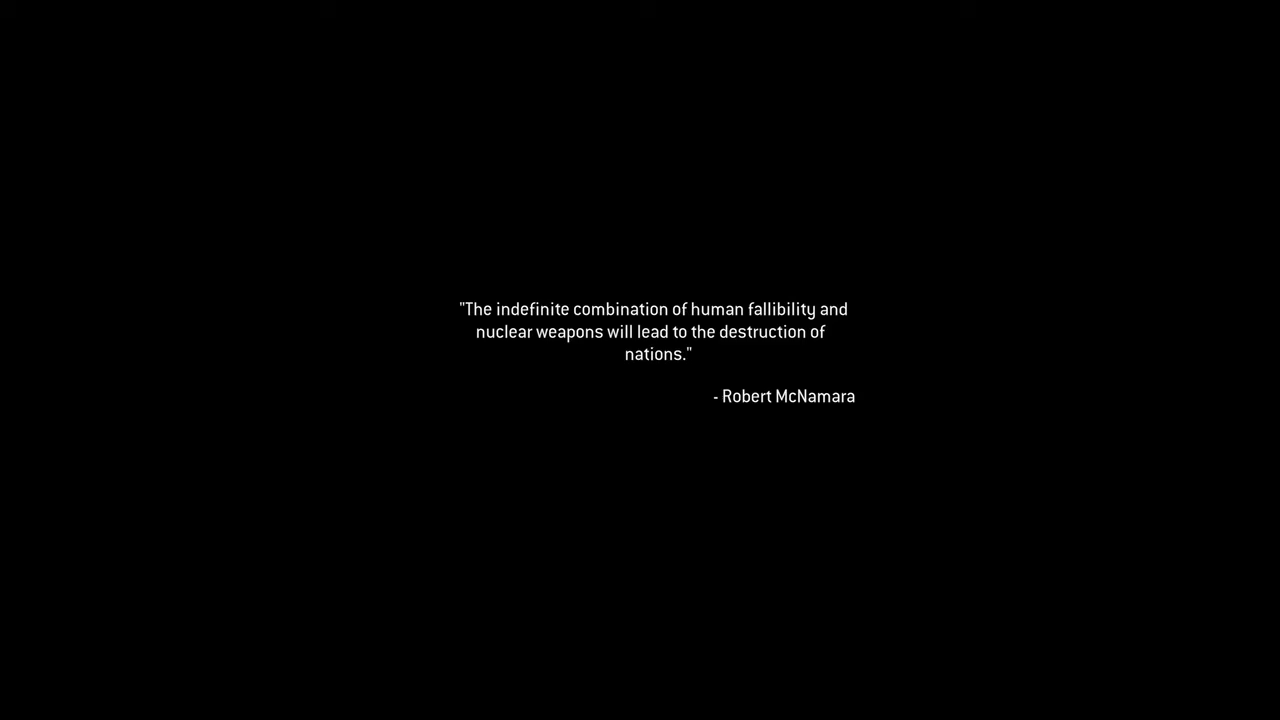 "The indefinite combination of human fallibility and
nuclear weapons will lead to the destruction of
nations."
- Robert McNamara